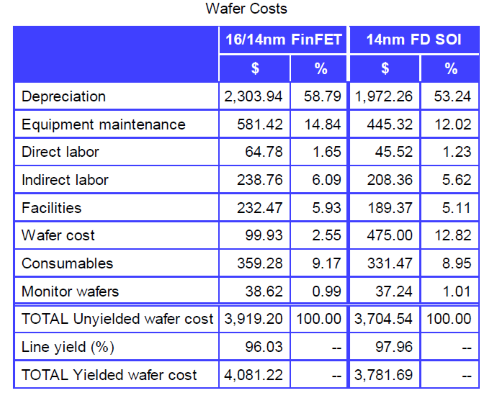 Wafer Costs
16/14nm FinFET 14nm FD SOI
$ % $ %
Depreciation 2,303.94 58.79 1,972.26 53.24
Equipment maintenance 581.42 14.84 445.32 12.02
Direct labor 64.78 1.65 45.52 1.23
Indirect labor 238.76 6.09 208.36 5.62
Facilities 232.47 5.93 189.37 5.11
Wafer cost 99.93 2.55 475.00 12.82
Consumables 359.28 9.17 331.47 8.95
Monitor wafers 38.62 0.99 37.24 1.01
TOTAL Unyielded wafer cost 3,919.20 100.00 3,704.54 100.00
Line yield (%) 96.03 -- 97.96 --
TOTAL Yielded wafer cost 4,081.22 -- 3,781.69 --